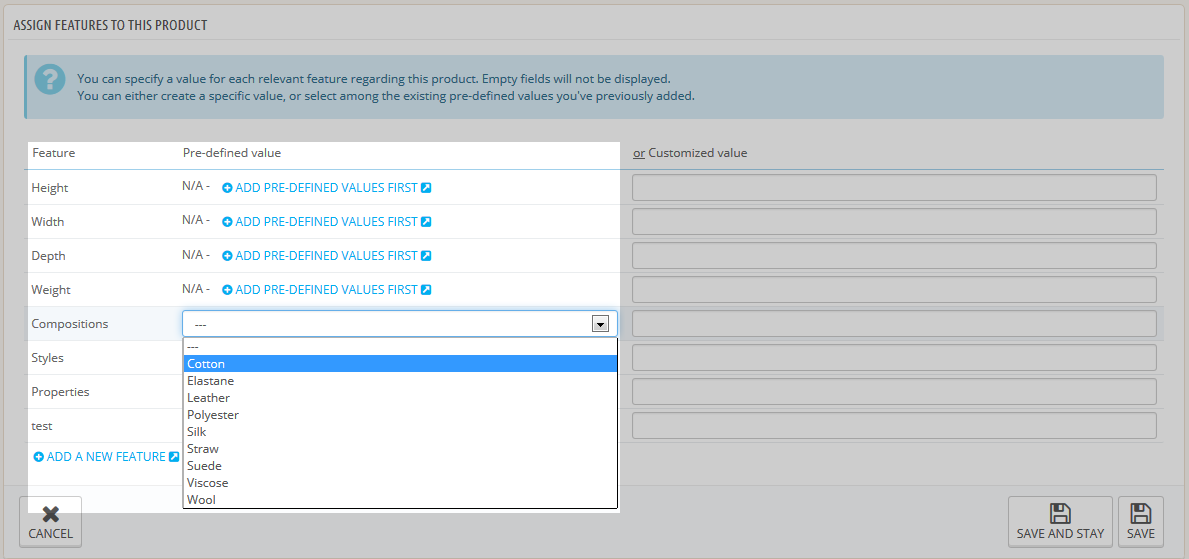 ASSIGN FEATURES TO THIS PRODUCT
You can specify a value for each relevant feature regarding this product. Empty fields will not be displayed.
You can either create a specific value, or select among the existing pre-defined values you've previously added.
Feature Pre-defined value or Customized value
Height N/A - ADD PRE-DEFINED VALUES FIRST
Width N/A - ADD PRE-DEFINED VALUES FIRST
Depth N/A - ADD PRE-DEFINED VALUES FIRST
Weight N/A - ADD PRE-DEFINED VALUES FIRST
Compositions ---
---
Styles
Cotton
Elastane
Properties
Leather
Polyester
test
Silk
Straw
ADD A NEW FEATURE
Suede
Viscose
Wool
CANCEL SAVE AND STAY SAVE